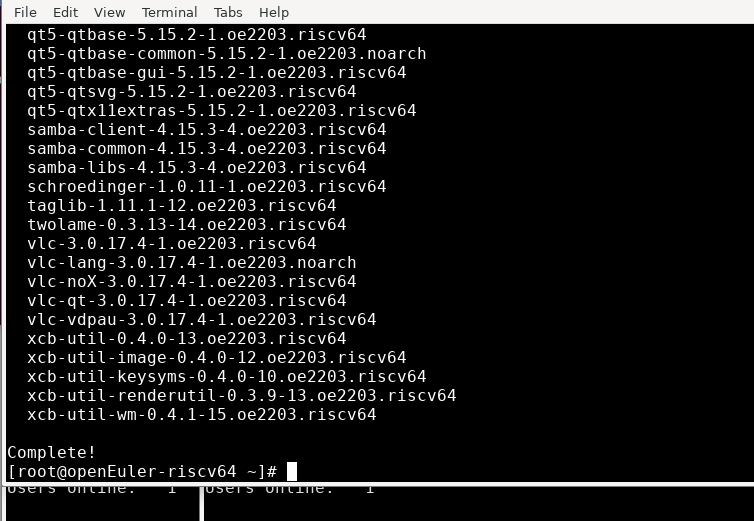 File Edit View Terminal Tabs Help
qt5-qtbase-5.15.2-1.oe2203.riscv64
qt5-qtbase-common-5.15.2-1.oe2203.noarch
qt5-qtbase-gui-5.15.2-1.oe2203.riscv64
qt5-qtsvg-5.15.2-1.oe2203.riscv64
qt5-qtx11extras-5.15.2-1.oe2203.riscv64
samba-client-4.15.3-4.oe2203.riscv64
samba-common-4.15.3-4.oe2203.riscv64
samba-libs-4.15.3-4.oe2203.riscv64
schroedinger-1.0.11-1.oe2203.riscv64
taglib-1.11.1-12.oe2203.riscv64
twolame-0.3.13-14.oe2203.riscv64
vlc-3.0.17.4-1.oe2203.riscv64
vlc-lang-3.0.17.4-1.oe2203.noarch
vlc-noX-3.0.17.4-1.oe2203.riscv64
vlc-qt-3.0.17.4-1.oe2203.riscv64
vlc-vdpau-3.0.17.4-1.oe2203.riscv64
xcb-util-0.4.0-13.oe2203.riscv64
xcb-util-image-0.4.0-12.oe2203.riscv64
xcb-util-keysyms-0.4.0-10.oe2203.riscv64
xcb-util-renderutil-0.3.9-13.oe2203.riscv64
xcb-util-wm-0.4.1-15.oe2203.riscv64
Complete!
[root@openEuler-riscv64 ~]#
Users online: 1 Users online: 1